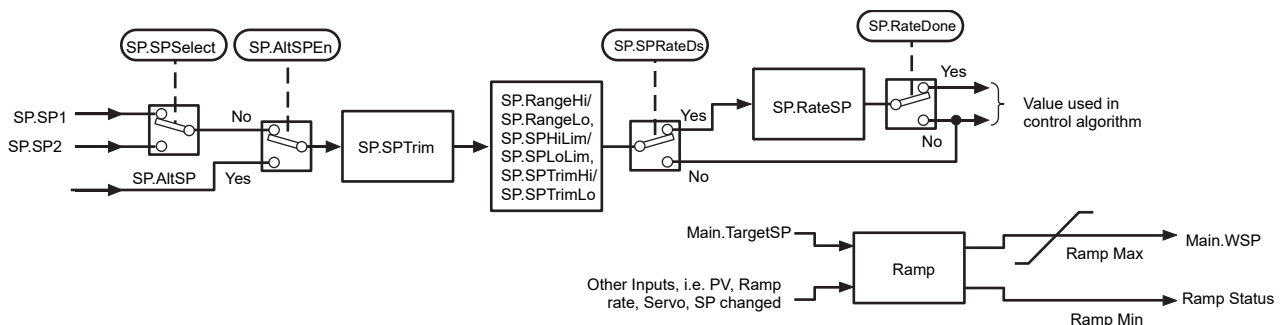 SP.SPSelect
SP.AltSPEn
SP.SPRateDs
SP.RateDone
SP.SP1
SP.SP2
SP.AltSP
No
Yes
SP.SPTrim
SP.RangeHi/
SP.RangeLo,
SP.SPHiLim/
SP.SPLoLim,
SP.SPTrimHi/
SP.SPTrimLo
Yes
No
SP.RateSP
Yes
No
Value used in
control algorithm
Main.TargetSP
Other Inputs, i.e. PV, Ramp
rate, Servo, SP changed
Ramp
Ramp Max
Main.WSP
Ramp Status
Ramp Min